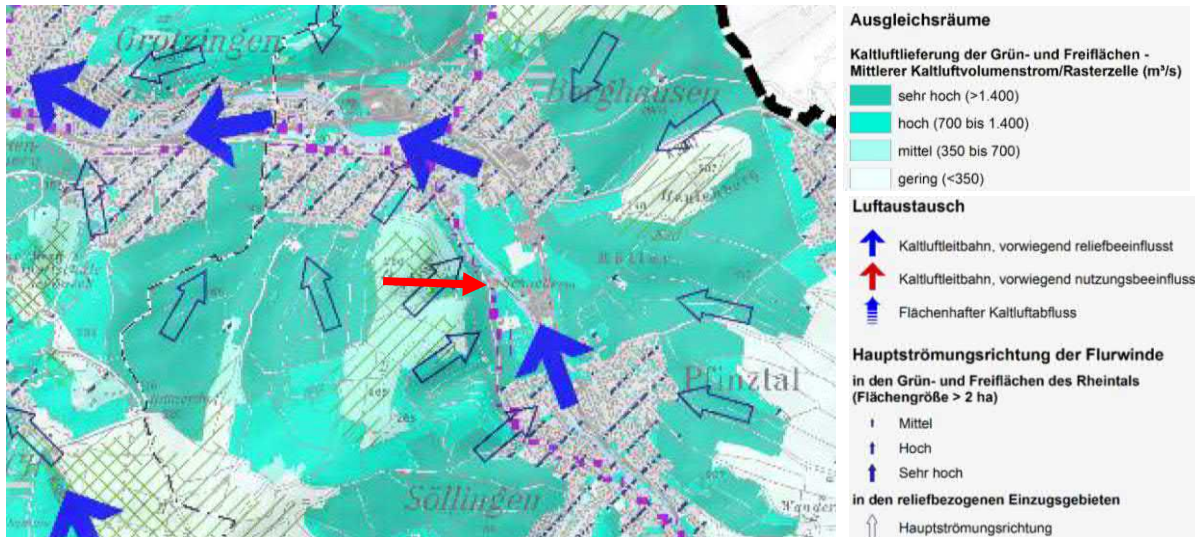 Grötzingen
Berghausen
Pfinztal
Söllingen
Ausgleichsräume
Kaltluftlieferung der Grün- und Freiflächen -
Mittlerer Kaltluftvolumenstrom/Rasterzelle (m³/s)
sehr hoch (>1.400)
hoch (700 bis 1.400)
mittel (350 bis 700)
gering (<350)
Luftaustausch
Kaltluftleitbahn, vorwiegend reliefbeeinflusst
Kaltluftleitbahn, vorwiegend nutzungsbeeinfluss
Flächenhafter Kaltluftabfluss
Hauptströmungsrichtung der Flurwinde
in den Grün- und Freiflächen des Rheintals
(Flächengröße > 2 ha)
Mittel
Hoch
Sehr hoch
in den reliefbezogenen Einzugsgebieten
Hauptströmungsrichtung